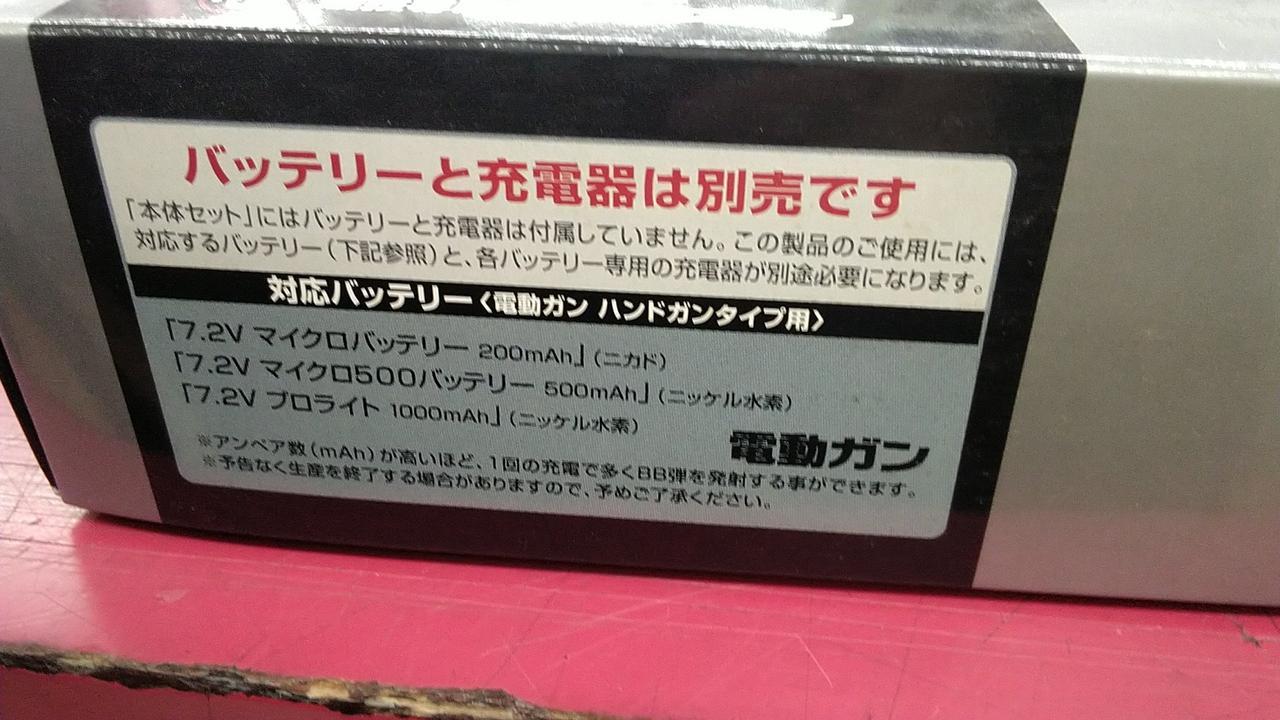 バッテリーと充電器は別売です
「本体セット」にはバッテリーと充電器は付属していません。この製品のご使用には、
対応するバッテリー(下記参照)と、各バッテリー専用の充電器が別途必要になります。
対応バッテリー〈電動ガン ハンドガンタイプ用〉
「7.2V マイクロバッテリー 200mAh」(ニカド)
「7.2V マイクロ500バッテリー 500mAh」(ニッケル水素)
「7.2V プロライト 1000mAh」(ニッケル水素)
電動ガン
※アンペア数(mAh)が高いほど、1回の充電で多くBB弾を発射する事ができます。
※予告なく生産を終了する場合がありますので、予めご了承ください。